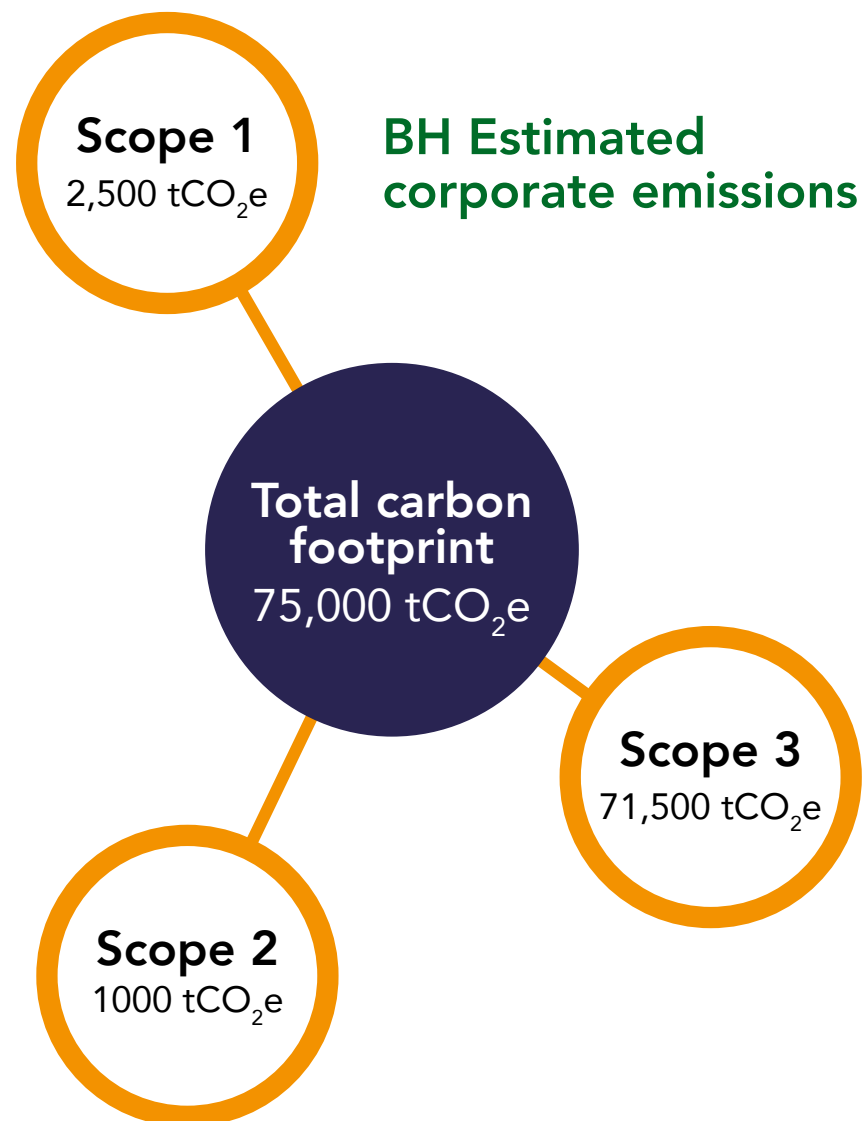 Scope 1
2,500 tCO₂e
BH Estimated
corporate emissions
Total carbon
footprint
75,000 tCO₂e
Scope 3
71,500 tCO₂e
Scope 2
1000 tCO₂e